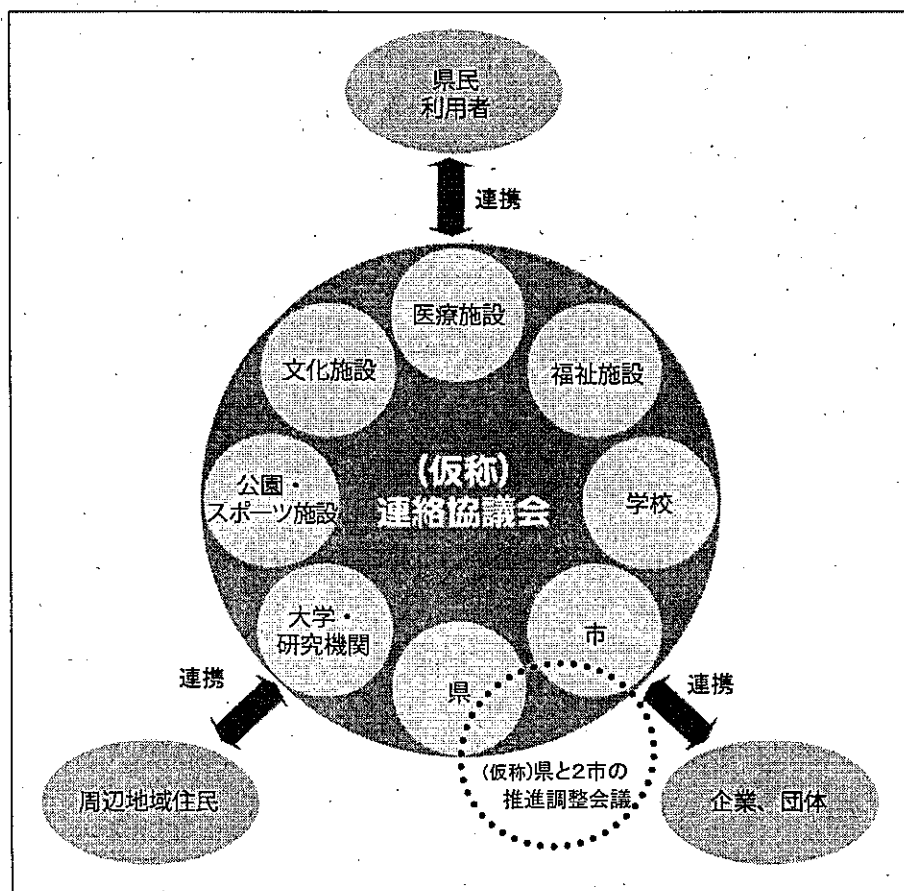 県民
利用者
連携
医療施設
文化施設
福祉施設
(仮称)
連絡協議会
公園・
スポーツ施設
学校
大学・
研究機関
市
県
連携
連携
(仮称)県と2市の
推進調整会議
周辺地域住民
企業、団体